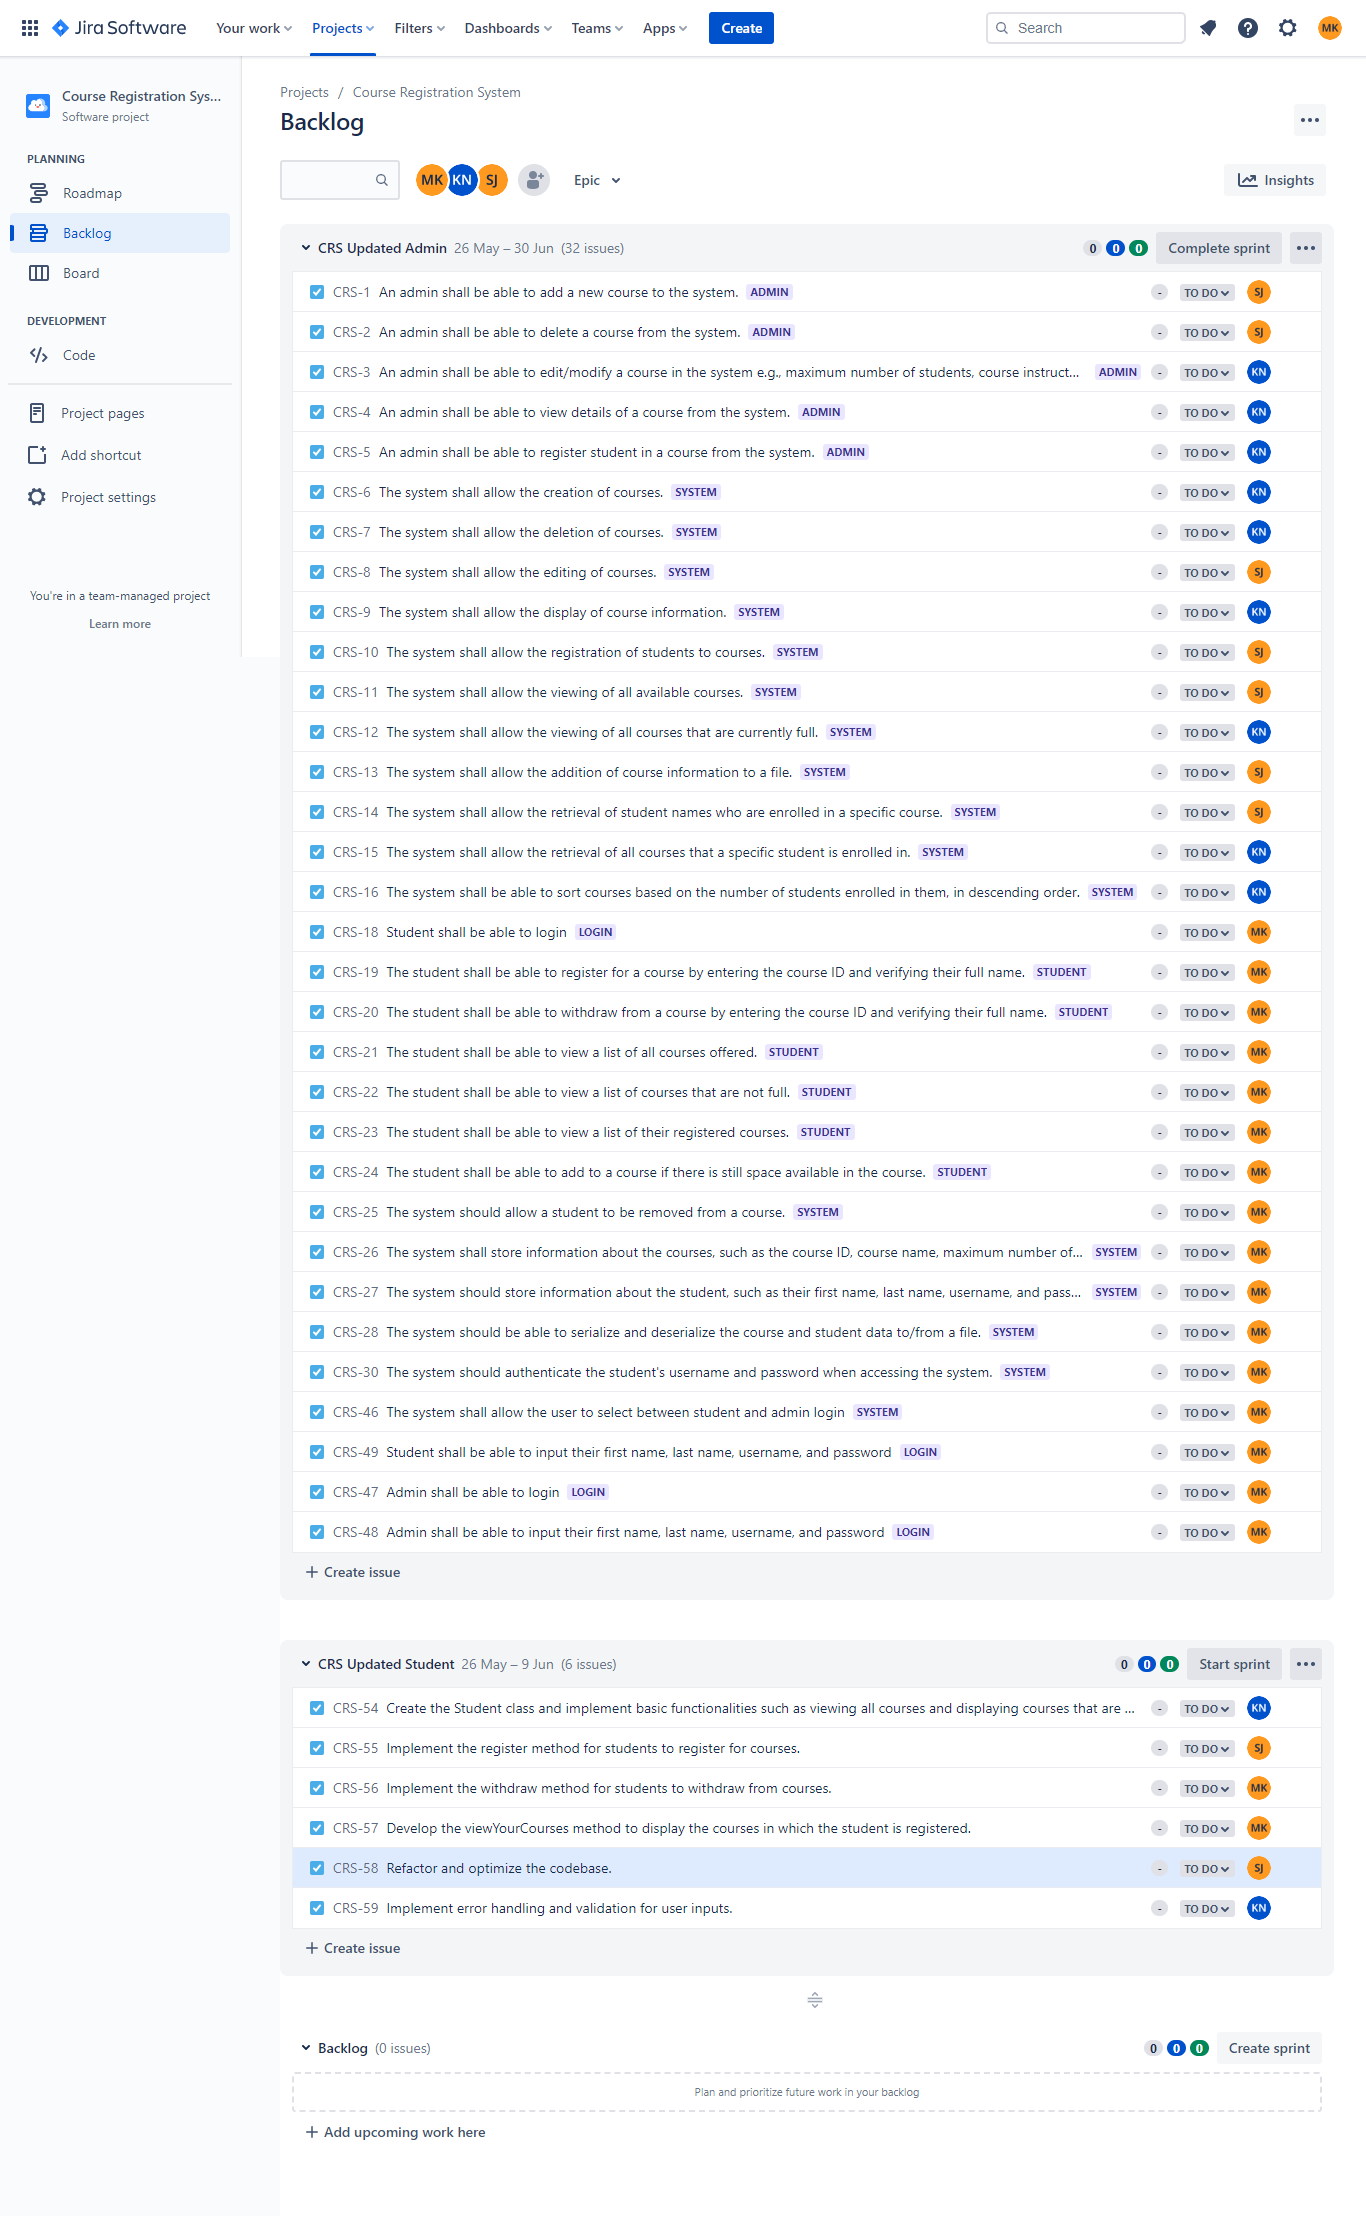 Jira Software Your work Projects Filters Dashboards Teams Apps Create Search MK
Course Registration Sys...
Software project
PLANNING
Roadmap
Backlog
Board
DEVELOPMENT
Code
Project pages
Add shortcut
Project settings
You're in a team-managed project
Learn more
Projects / Course Registration System
Backlog
MK KN SJ Epic Insights
CRS Updated Admin 26 May – 30 Jun (32 issues) 0 0 0 Complete sprint
CRS-1 An admin shall be able to add a new course to the system. ADMIN - TO DO SJ
CRS-2 An admin shall be able to delete a course from the system. ADMIN - TO DO SJ
CRS-3 An admin shall be able to edit/modify a course in the system e.g., maximum number of students, course instruct... ADMIN - TO DO KN
CRS-4 An admin shall be able to view details of a course from the system. ADMIN - TO DO KN
CRS-5 An admin shall be able to register student in a course from the system. ADMIN - TO DO KN
CRS-6 The system shall allow the creation of courses. SYSTEM - TO DO KN
CRS-7 The system shall allow the deletion of courses. SYSTEM - TO DO KN
CRS-8 The system shall allow the editing of courses. SYSTEM - TO DO SJ
CRS-9 The system shall allow the display of course information. SYSTEM - TO DO KN
CRS-10 The system shall allow the registration of students to courses. SYSTEM - TO DO SJ
CRS-11 The system shall allow the viewing of all available courses. SYSTEM - TO DO SJ
CRS-12 The system shall allow the viewing of all courses that are currently full. SYSTEM - TO DO KN
CRS-13 The system shall allow the addition of course information to a file. SYSTEM - TO DO SJ
CRS-14 The system shall allow the retrieval of student names who are enrolled in a specific course. SYSTEM - TO DO SJ
CRS-15 The system shall allow the retrieval of all courses that a specific student is enrolled in. SYSTEM - TO DO KN
CRS-16 The system shall be able to sort courses based on the number of students enrolled in them, in descending order. SYSTEM - TO DO KN
CRS-18 Student shall be able to login LOGIN - TO DO MK
CRS-19 The student shall be able to register for a course by entering the course ID and verifying their full name. STUDENT - TO DO MK
CRS-20 The student shall be able to withdraw from a course by entering the course ID and verifying their full name. STUDENT - TO DO MK
CRS-21 The student shall be able to view a list of all courses offered. STUDENT - TO DO MK
CRS-22 The student shall be able to view a list of courses that are not full. STUDENT - TO DO MK
CRS-23 The student shall be able to view a list of their registered courses. STUDENT - TO DO MK
CRS-24 The student shall be able to add to a course if there is still space available in the course. STUDENT - TO DO MK
CRS-25 The system should allow a student to be removed from a course. SYSTEM - TO DO MK
CRS-26 The system shall store information about the courses, such as the course ID, course name, maximum number of... SYSTEM - TO DO MK
CRS-27 The system should store information about the student, such as their first name, last name, username, and pass... SYSTEM - TO DO MK
CRS-28 The system should be able to serialize and deserialize the course and student data to/from a file. SYSTEM - TO DO MK
CRS-30 The system should authenticate the student's username and password when accessing the system. SYSTEM - TO DO MK
CRS-46 The system shall allow the user to select between student and admin login SYSTEM - TO DO MK
CRS-49 Student shall be able to input their first name, last name, username, and password LOGIN - TO DO MK
CRS-47 Admin shall be able to login LOGIN - TO DO MK
CRS-48 Admin shall be able to input their first name, last name, username, and password LOGIN - TO DO MK
+ Create issue
CRS Updated Student 26 May – 9 Jun (6 issues) 0 0 0 Start sprint
CRS-54 Create the Student class and implement basic functionalities such as viewing all courses and displaying courses that are ... - TO DO KN
CRS-55 Implement the register method for students to register for courses. - TO DO SJ
CRS-56 Implement the withdraw method for students to withdraw from courses. - TO DO MK
CRS-57 Develop the viewYourCourses method to display the courses in which the student is registered. - TO DO MK
CRS-58 Refactor and optimize the codebase. - TO DO SJ
CRS-59 Implement error handling and validation for user inputs. - TO DO KN
+ Create issue
Backlog (0 issues) 0 0 0 Create sprint
Plan and prioritize future work in your backlog
+ Add upcoming work here